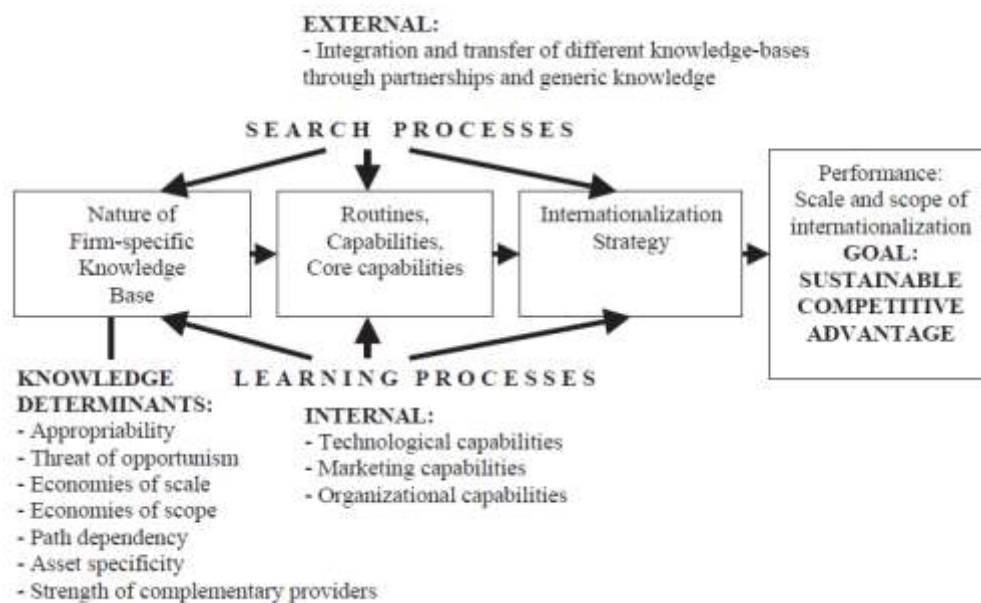 EXTERNAL:
- Integration and transfer of different knowledge-bases
through partnerships and generic knowledge
SEARCH PROCESSES
Nature of
Firm-specific
Knowledge
Base
Routines,
Capabilities,
Core capabilities
Internationalization
Strategy
Performance:
Scale and scope of
internationalization
GOAL:
SUSTAINABLE
COMPETITIVE
ADVANTAGE
LEARNING PROCESSES
KNOWLEDGE
DETERMINANTS:
- Appropriability
- Threat of opportunism
- Economies of scale
- Economies of scope
- Path dependency
- Asset specificity
- Strength of complementary providers
INTERNAL:
- Technological capabilities
- Marketing capabilities
- Organizational capabilities